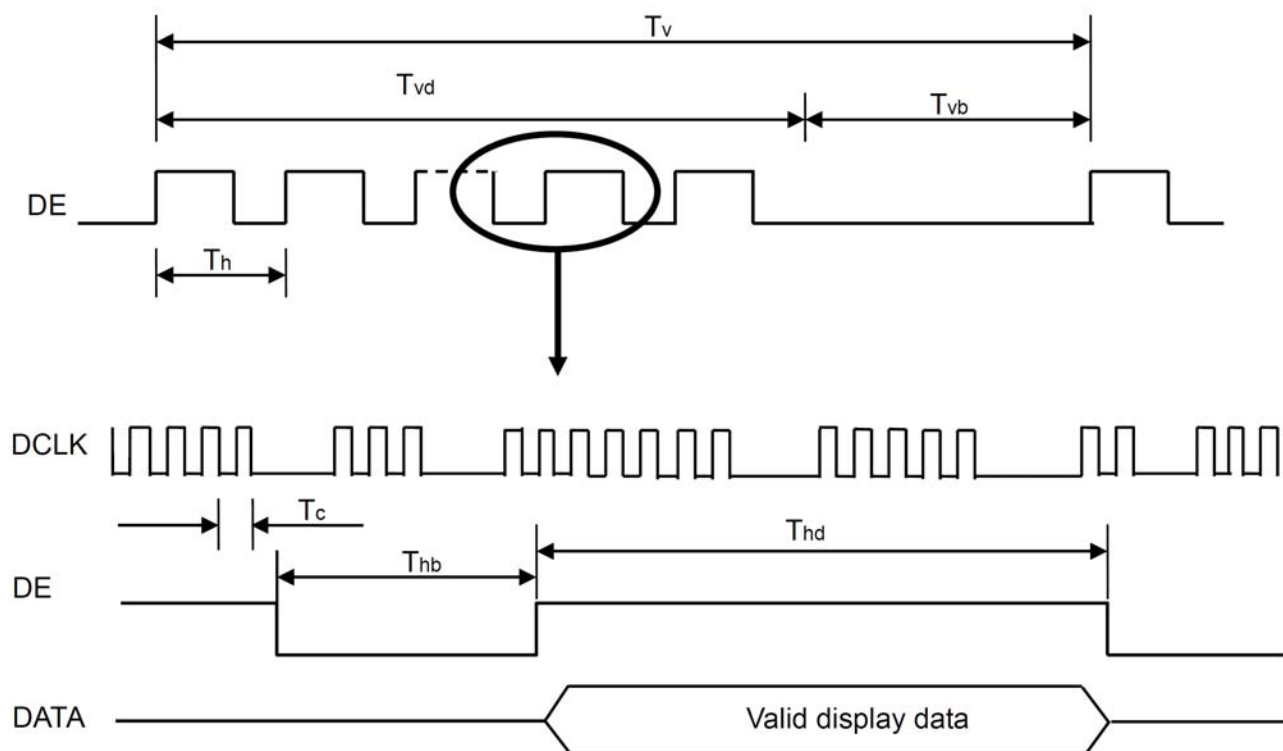 Tv
Tvd
Tvb
DE
Th
DCLK
Tc
Thd
Thb
DE
DATA
Valid display data